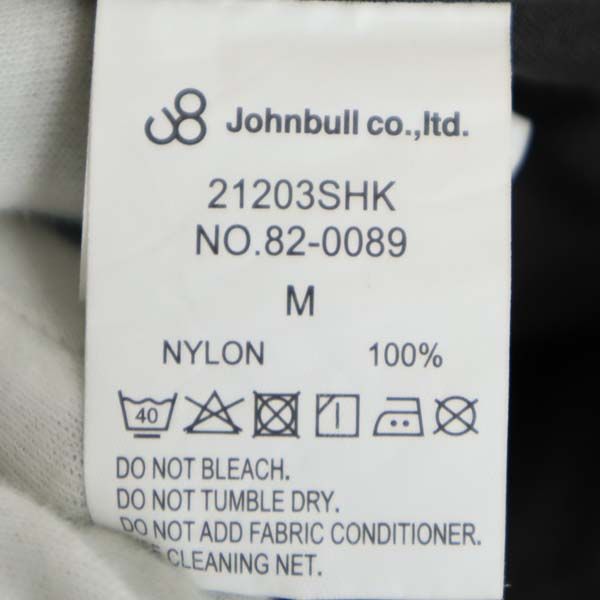 Johnbull co.,ltd.
21203SHK
NO.82-0089
M
NYLON 100%
40
DO NOT BLEACH.
DO NOT TUMBLE DRY.
DO NOT ADD FABRIC CONDITIONER.
CLEANING NET.